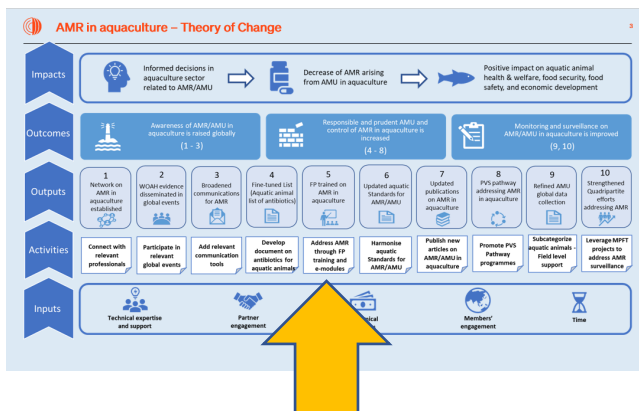 AMR in aquaculture – Theory of Change
3
Impacts
Informed decisions in
aquaculture sector
related to AMR/AMU
Decrease of AMR arising
from AMU in aquaculture
Positive impact on aquatic animal
health & welfare, food security, food
safety, and economic development
Outcomes
Awareness of AMR/AMU in
aquaculture is raised globally
(1 - 3)
Responsible and prudent AMU and
control of AMR in aquaculture is
increased
(4 - 8)
Monitoring and surveillance on
AMR/AMU in aquaculture is improved
(9, 10)
Outputs
1
Network on
AMR in
aquaculture
established
2
WOAH evidence
disseminated in
global events
3
Broadened
communications
for AMR
4
Fine-tuned List
(Aquatic animal
list of antibiotics)
5
FP trained on
AMR in
aquaculture
6
Updated aquatic
Standards for
AMR/AMU
7
Updated
publications
on AMR in
aquaculture
8
PVS pathway
addressing AMR
in aquaculture
9
Refined AMU
global data
collection
10
Strengthened
Quadripartite
efforts
addressing AMR
Activities
Connect with
relevant
professionals
Participate in
relevant
global events
Add relevant
communication
tools
Develop
document on
antibiotics for
aquatic animals
Address AMR
through FP
training and
e-modules
Harmonise
aquatic
Standards for
AMR/AMU
Publish new
articles on
AMR/AMU in
aquaculture
Promote PVS
Pathway
programmes
Subcategorize
aquatic animals -
Field level
support
Leverage MPFT
projects to
address AMR
surveillance
Inputs
Technical expertise
and support
Partner
engagement
Members'
engagement
Time